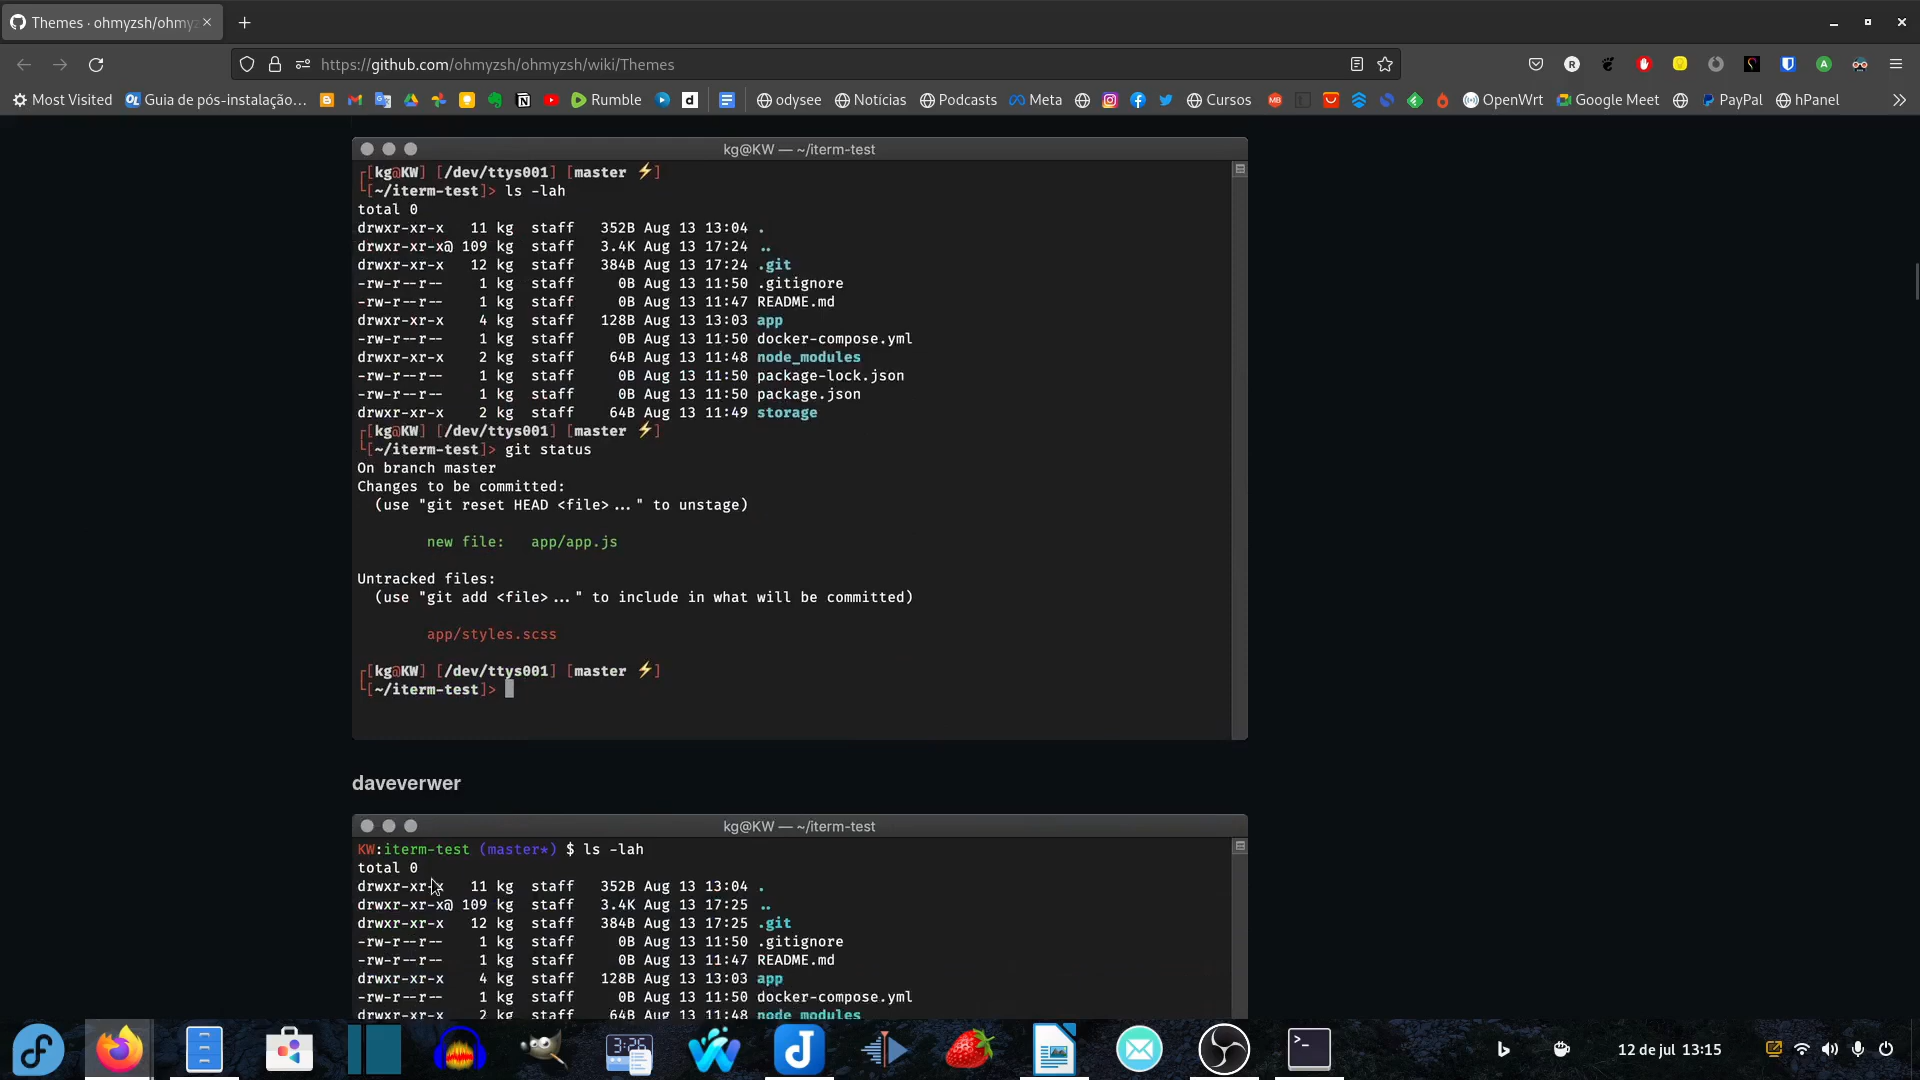 Themes · ohmyzsh/ohmyz
https://github.com/ohmyzsh/ohmyzsh/wiki/Themes
Most Visited
Guia de pós-instalação…
Rumble
odysee
Notícias
Podcasts
Meta
Cursos
OpenWrt
Google Meet
PayPal
hPanel
kg@KW — ~/iterm-test
┌[kg@KW] [/dev/ttys001] [master ⚡]
└[~/iterm-test]> ls -lah
total 0
drwxr-xr-x   11 kg  staff   352B Aug 13 13:04 .
drwxr-xr-x@ 109 kg  staff   3.4K Aug 13 17:24 ..
drwxr-xr-x   12 kg  staff   384B Aug 13 17:24 .git
-rw-r--r--    1 kg  staff     0B Aug 13 11:50 .gitignore
-rw-r--r--    1 kg  staff     0B Aug 13 11:47 README.md
drwxr-xr-x    4 kg  staff   128B Aug 13 13:03 app
-rw-r--r--    1 kg  staff     0B Aug 13 11:50 docker-compose.yml
drwxr-xr-x    2 kg  staff    64B Aug 13 11:48 node_modules
-rw-r--r--    1 kg  staff     0B Aug 13 11:50 package-lock.json
-rw-r--r--    1 kg  staff     0B Aug 13 11:50 package.json
drwxr-xr-x    2 kg  staff    64B Aug 13 11:49 storage
┌[kg@KW] [/dev/ttys001] [master ⚡]
└[~/iterm-test]> git status
On branch master
Changes to be committed:
(use "git reset HEAD <file>..." to unstage)
new file:   app/app.js
Untracked files:
(use "git add <file>..." to include in what will be committed)
app/styles.scss
┌[kg@KW] [/dev/ttys001] [master ⚡]
└[~/iterm-test]>
daveverwer
kg@KW — ~/iterm-test
KW:iterm-test (master*) $ ls -lah
total 0
drwxr-xr-x   11 kg  staff   352B Aug 13 13:04 .
drwxr-xr-x@ 109 kg  staff   3.4K Aug 13 17:25 ..
drwxr-xr-x   12 kg  staff   384B Aug 13 17:25 .git
-rw-r--r--    1 kg  staff     0B Aug 13 11:50 .gitignore
-rw-r--r--    1 kg  staff     0B Aug 13 11:47 README.md
drwxr-xr-x    4 kg  staff   128B Aug 13 13:03 app
-rw-r--r--    1 kg  staff     0B Aug 13 11:50 docker-compose.yml
drwxr-xr-x    2 kg  staff    64B Aug 13 11:48 node_modules
3:25
12 de jul 13:15